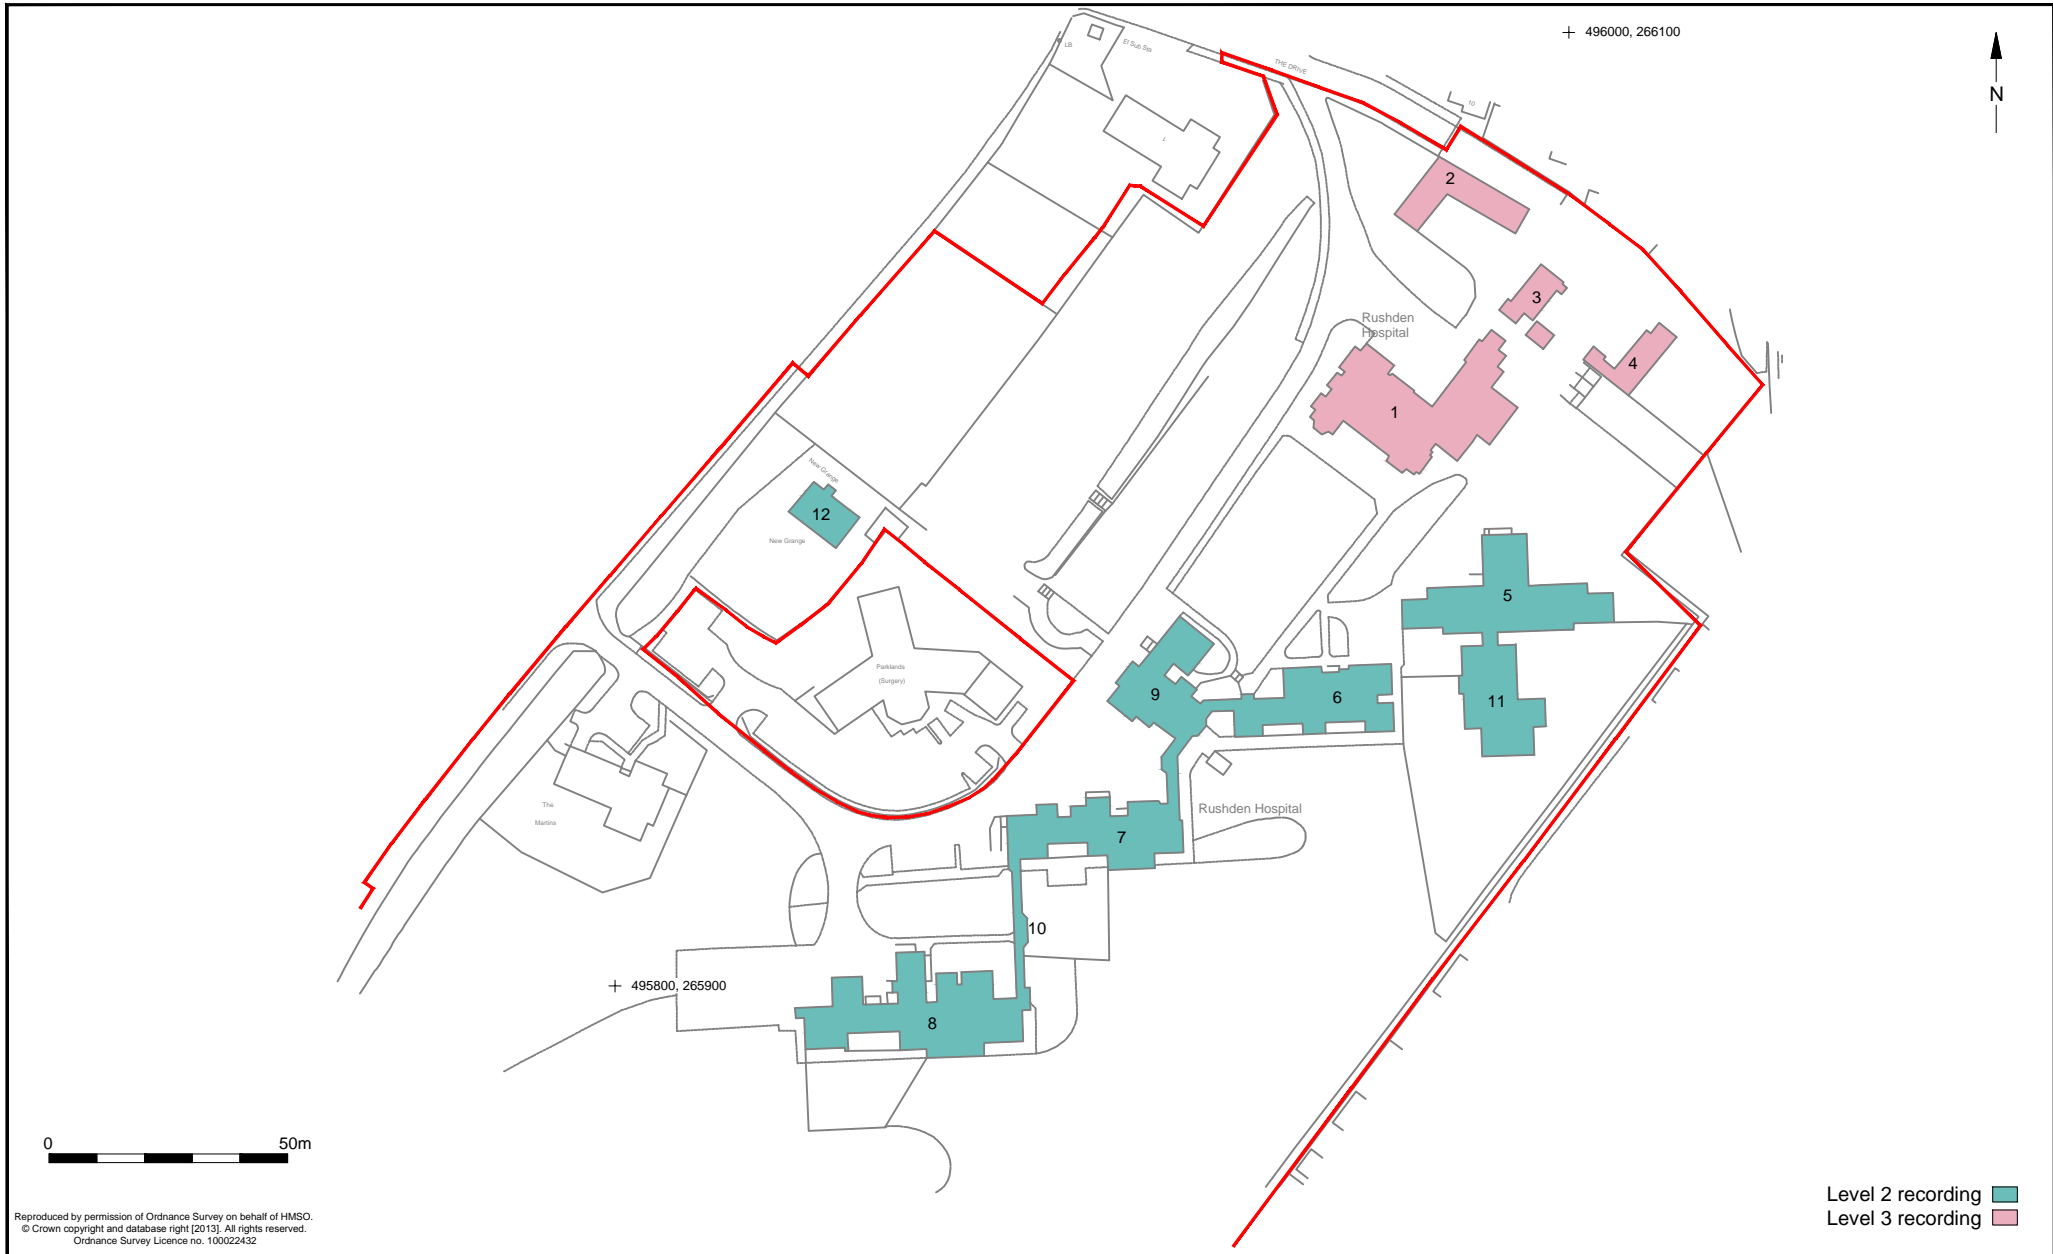 496000, 266100
N
LB
El Sub Sta
THE DRIVE
10
1
2
3
Rushden
Hospital
4
1
New Grange
12
New Grange
5
Parklands
(Surgery)
9
6
11
The
Martins
Rushden Hospital
7
10
495800, 265900
8
0
50m
Level 2 recording
Level 3 recording
Reproduced by permission of Ordnance Survey on behalf of HMSO.
© Crown copyright and database right [2013]. All rights reserved.
Ordnance Survey Licence no. 100022432